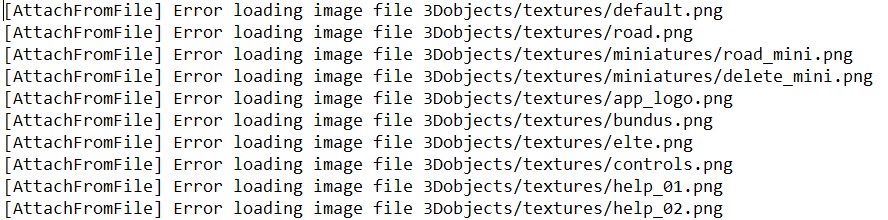 [AttachFromFile] Error loading image file 3Dobjects/textures/default.png
[AttachFromFile] Error loading image file 3Dobjects/textures/road.png
[AttachFromFile] Error loading image file 3Dobjects/textures/miniatures/road_mini.png
[AttachFromFile] Error loading image file 3Dobjects/textures/miniatures/delete_mini.png
[AttachFromFile] Error loading image file 3Dobjects/textures/app_logo.png
[AttachFromFile] Error loading image file 3Dobjects/textures/bundus.png
[AttachFromFile] Error loading image file 3Dobjects/textures/elte.png
[AttachFromFile] Error loading image file 3Dobjects/textures/controls.png
[AttachFromFile] Error loading image file 3Dobjects/textures/help_01.png
[AttachFromFile] Error loading image file 3Dobjects/textures/help_02.png